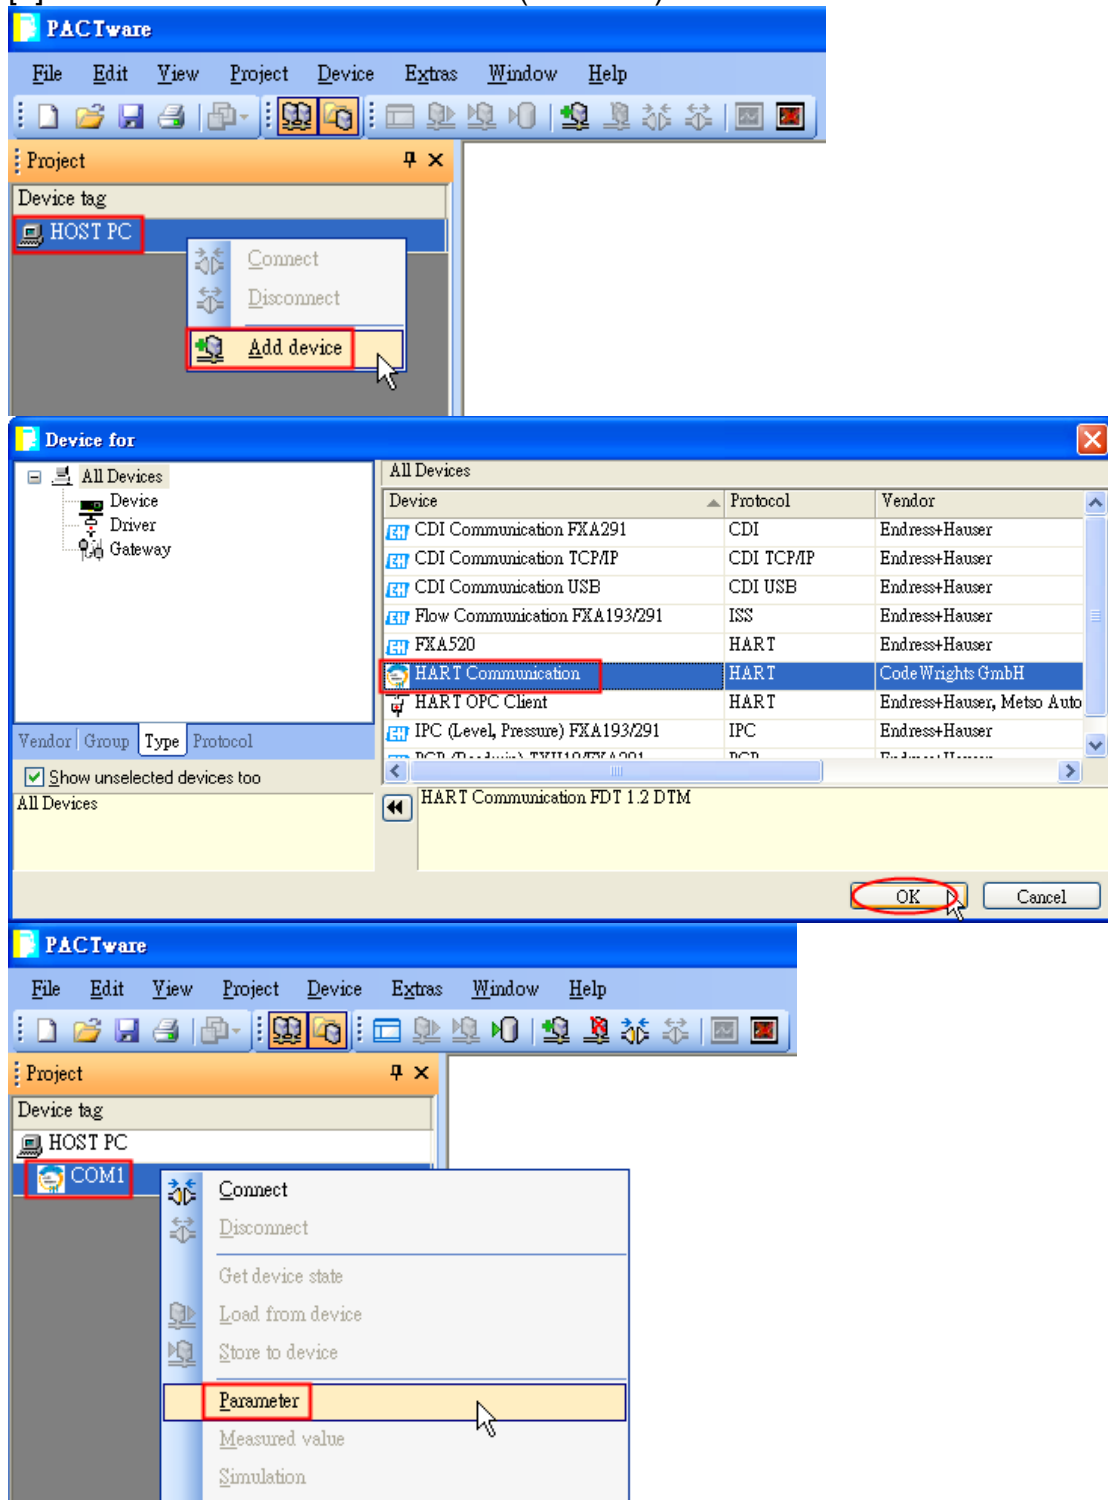 PACTware
File Edit View Project Device Extras Window Help
Project
Device tag
HOST PC
Connect
Disconnect
Add device
Device for
All Devices
Device
Driver
Gateway
Vendor Group Type Protocol
Show unselected devices too
All Devices
All Devices
Device Protocol Vendor
CDI Communication FXA291 CDI Endress+Hauser
CDI Communication TCP/IP CDI TCP/IP Endress+Hauser
CDI Communication USB CDI USB Endress+Hauser
Flow Communication FXA193/291 ISS Endress+Hauser
FXA520 HART Endress+Hauser
HART Communication HART CodeWrights GmbH
HART OPC Client HART Endress+Hauser, Metso Auto
IPC (Level, Pressure) FXA193/291 IPC Endress+Hauser
HART Communication FDT 1.2 DTM
OK Cancel
PACTware
File Edit View Project Device Extras Window Help
Project
Device tag
HOST PC
COM1
Connect
Disconnect
Get device state
Load from device
Store to device
Parameter
Measured value
Simulation